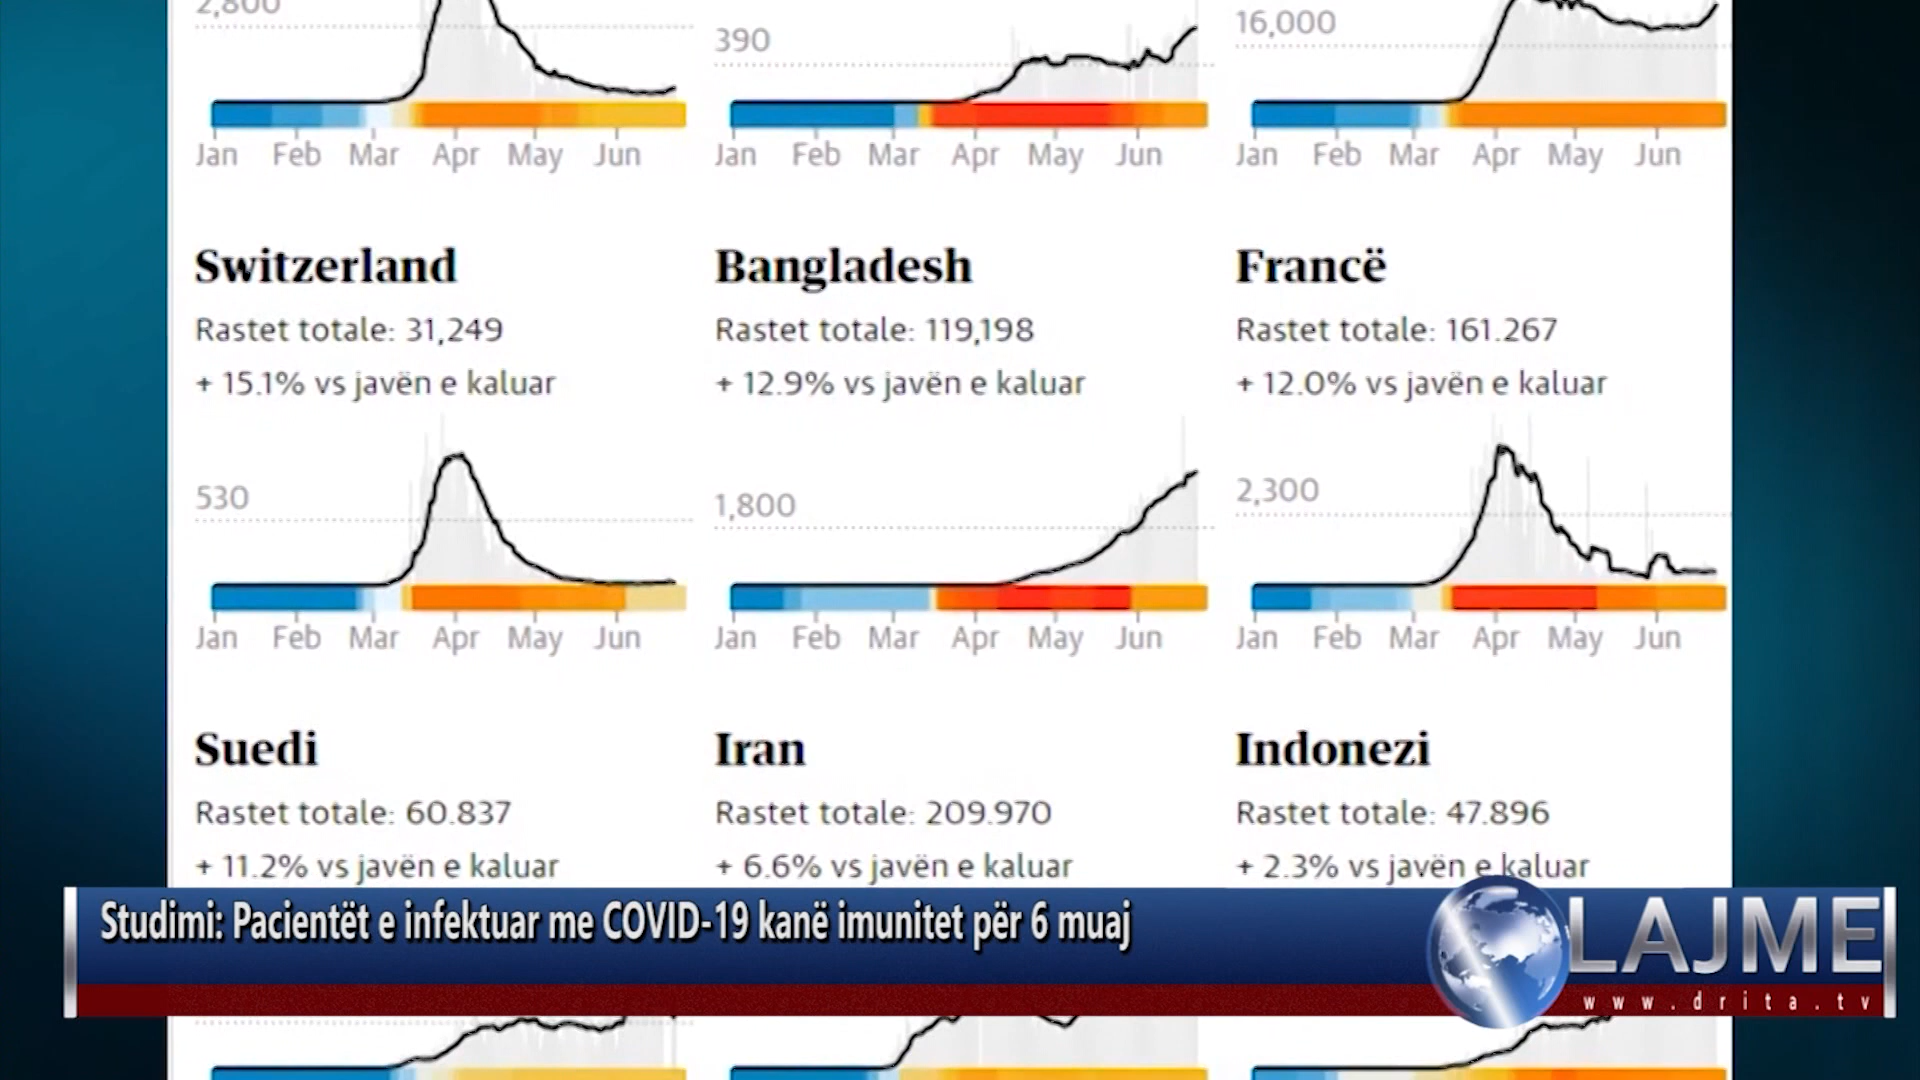 2,800
390
16,000
Jan Feb Mar Apr May Jun
Jan Feb Mar Apr May Jun
Jan Feb Mar Apr May Jun
Switzerland
Rastet totale: 31,249
+ 15.1% vs javën e kaluar
530
Jan Feb Mar Apr May Jun
Bangladesh
Rastet totale: 119,198
+ 12.9% vs javën e kaluar
1,800
Jan Feb Mar Apr May Jun
Francë
Rastet totale: 161.267
+ 12.0% vs javën e kaluar
2,300
Jan Feb Mar Apr May Jun
Suedi
Rastet totale: 60.837
+ 11.2% vs javën e kaluar
Iran
Rastet totale: 209.970
+ 6.6% vs javën e kaluar
Indonezi
Rastet totale: 47.896
+ 2.3% vs javën e kaluar
Studimi: Pacientët e infektuar me COVID-19 kanë imunitet për 6 muaj
LAJME
www.drita.tv